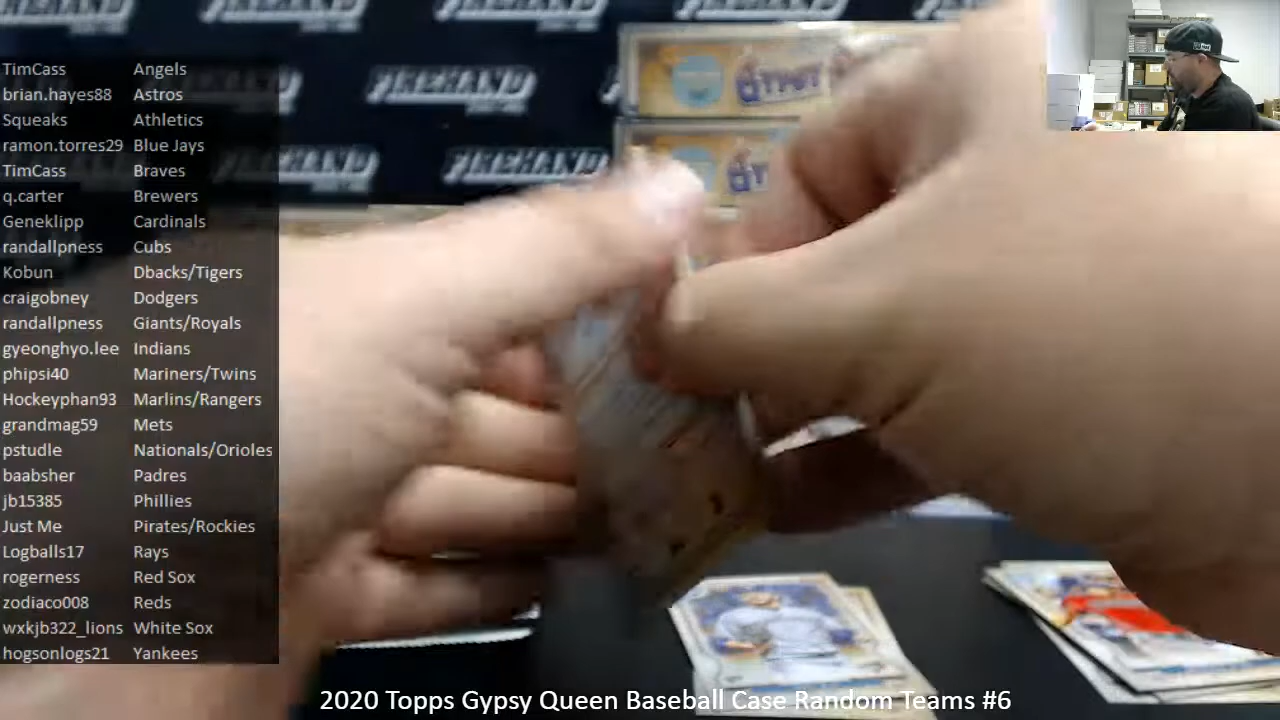 TimCass Angels
brian.hayes88 Astros
Squeaks Athletics
ramon.torres29 Blue Jays
TimCass Braves
q.carter Brewers
Geneklipp Cardinals
randallpness Cubs
Kobun Dbacks/Tigers
craigobney Dodgers
randallpness Giants/Royals
gyeonghyo.lee Indians
phipsi40 Mariners/Twins
Hockeyphan93 Marlins/Rangers
grandmag59 Mets
pstudle Nationals/Orioles
baabsher Padres
jb15385 Phillies
Just Me Pirates/Rockies
Logballs17 Rays
rogerness Red Sox
zodiaco008 Reds
wxkjb322_lions White Sox
hogsonlogs21 Yankees
FIREHAND
FIREHAND
FIREHAND
2020 Topps Gypsy Queen Baseball Case Random Teams #6